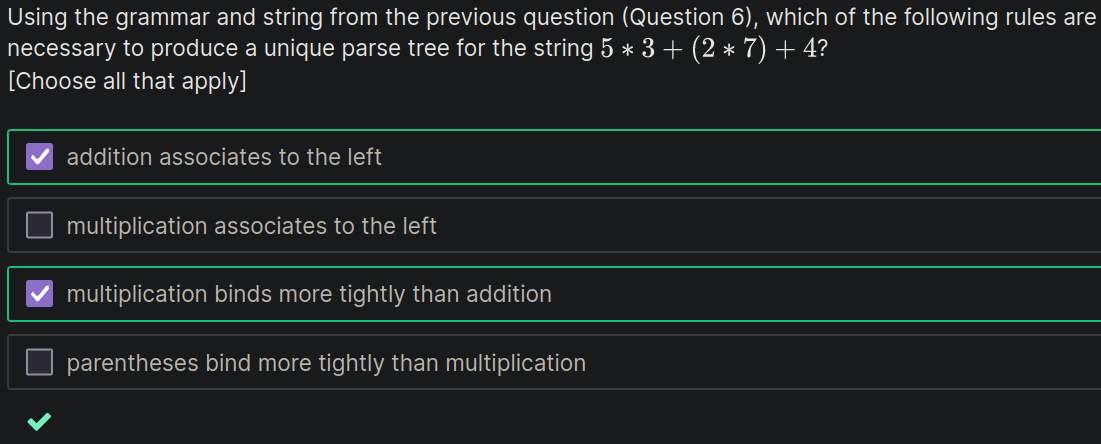 Using the grammar and string from the previous question (Question 6), which of the following rules are
necessary to produce a unique parse tree for the string 5 ∗ 3 + (2 ∗ 7) + 4?
[Choose all that apply]
addition associates to the left
multiplication associates to the left
multiplication binds more tightly than addition
parentheses bind more tightly than multiplication